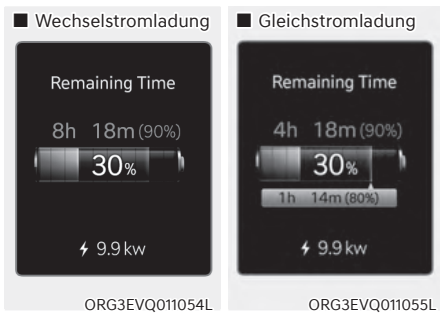 ■ Wechselstromladung
Remaining Time
8h 18m (90%)
30%
9.9 kw
ORG3EVQ011054L
■ Gleichstromladung
Remaining Time
4h 18m (90%)
30%
1h 14m (80%)
9.9 kw
ORG3EVQ011055L